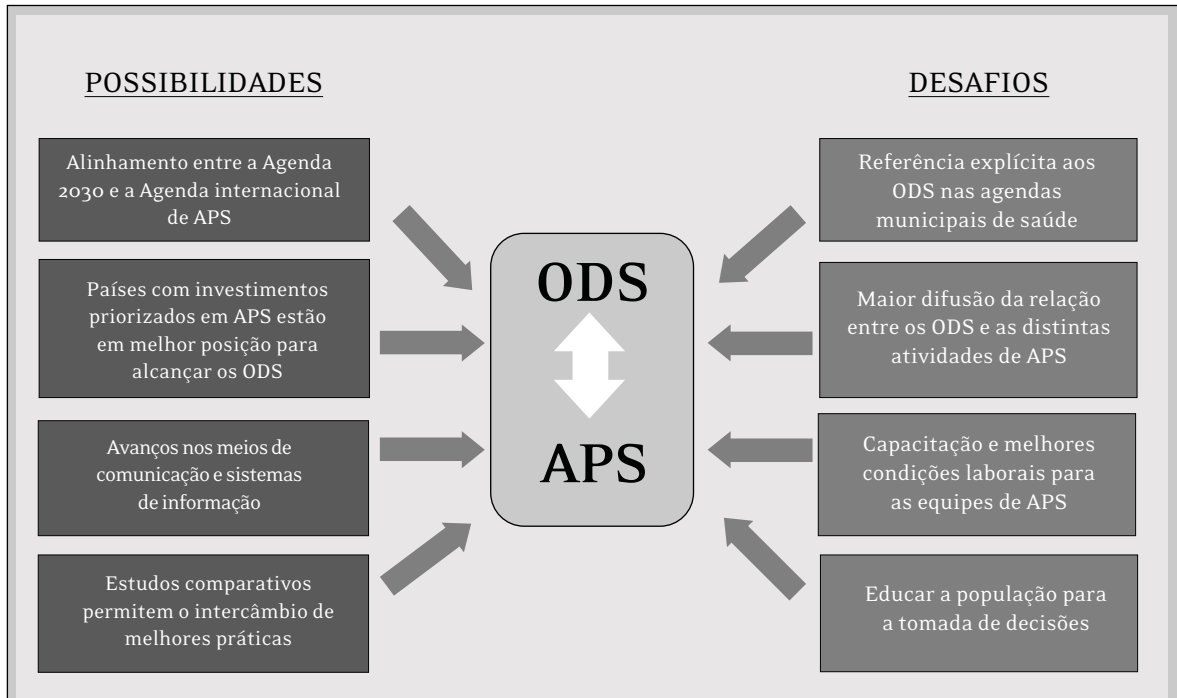 POSSIBILIDADES
Alinhamento entre a Agenda
2030 e a Agenda internacional
de APS
Países com investimentos
priorizados em APS estão
em melhor posição para
alcançar os ODS
Avanços nos meios de
comunicação e sistemas
de informação
Estudos comparativos
permitem o intercâmbio de
melhores práticas
ODS
APS
DESAFIOS
Referência explícita aos
ODS nas agendas
municipais de saúde
Maior difusão da relação
entre os ODS e as distintas
atividades de APS
Capacitação e melhores
condições laborais para
as equipes de APS
Educar a população para
a tomada de decisões